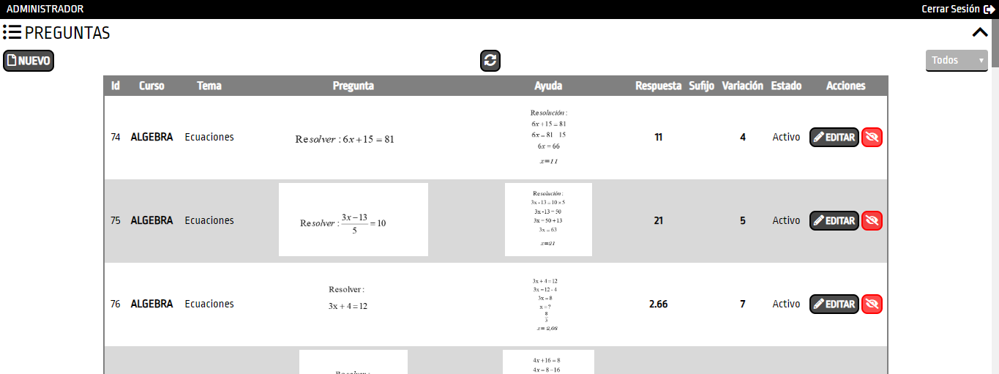 ADMINISTRADOR Cerrar Sesión
PREGUNTAS
NUEVO Todos
Id Curso Tema Pregunta Ayuda Respuesta Sufijo Variación Estado Acciones
74 ALGEBRA Ecuaciones Resolver : 6x + 15 = 81 11 4 Activo EDITAR
Resolución :
6x + 15 = 81
6x = 81 15
6x = 66
x=11
75 ALGEBRA Ecuaciones Resolver : (3x − 13)/5 = 10 21 5 Activo EDITAR
Resolución :
3x - 13 = 10 × 5
3x -13 = 50
3x = 50 +13
3x = 63
x=21
76 ALGEBRA Ecuaciones 2.66 7 Activo EDITAR
Resolver :
3x + 4 = 12
3x + 4 = 12
3x = 12 - 4
3x = 8
x = ?
8
3
x= 2,66
Resolver :
4x + 16 = 8
4x = 8 - 16